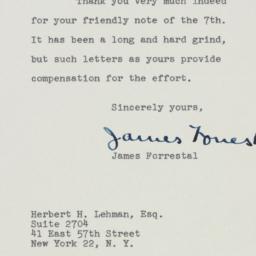 Thank you very much indeed
for your friendly note of the 7th.
It has been a long and hard grind,
but such letters as yours provide
compensation for the effort.
Sincerely yours,
James Forrest
James Forrestal
Herbert H. Lehman, Esq.
Suite 2704
41 East 57th Street
New York 22, N. Y.